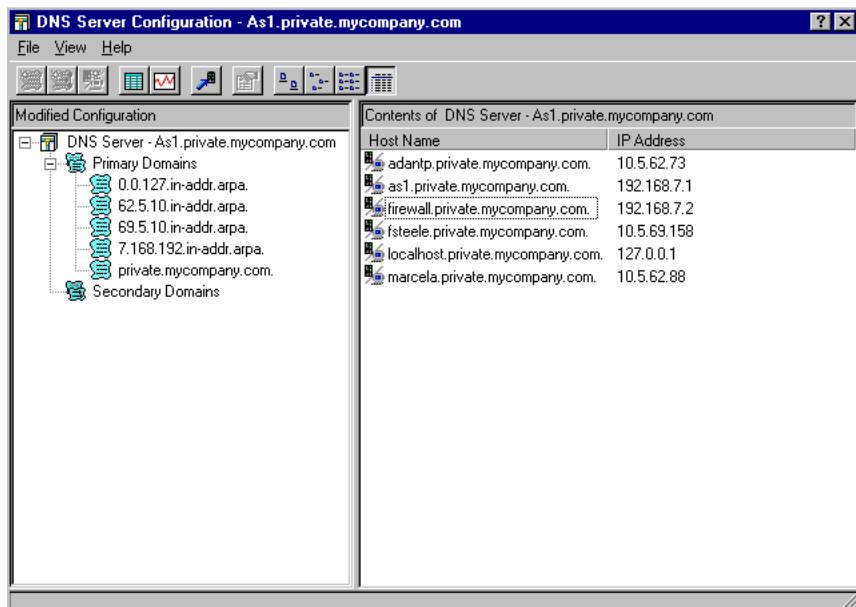 DNS Server Configuration - As1.private.mycompany.com
File View Help
Modified Configuration
DNS Server - As1.private.mycompany.com
Primary Domains
0.0.127.in-addr.arpa.
62.5.10.in-addr.arpa.
69.5.10.in-addr.arpa.
7.168.192.in-addr.arpa.
private.mycompany.com.
Secondary Domains
Contents of DNS Server - As1.private.mycompany.com
Host Name IP Address
adantp.private.mycompany.com. 10.5.62.73
as1.private.mycompany.com. 192.168.7.1
firewall.private.mycompany.com. 192.168.7.2
fsteele.private.mycompany.com. 10.5.69.158
localhost.private.mycompany.com. 127.0.0.1
marcela.private.mycompany.com. 10.5.62.88